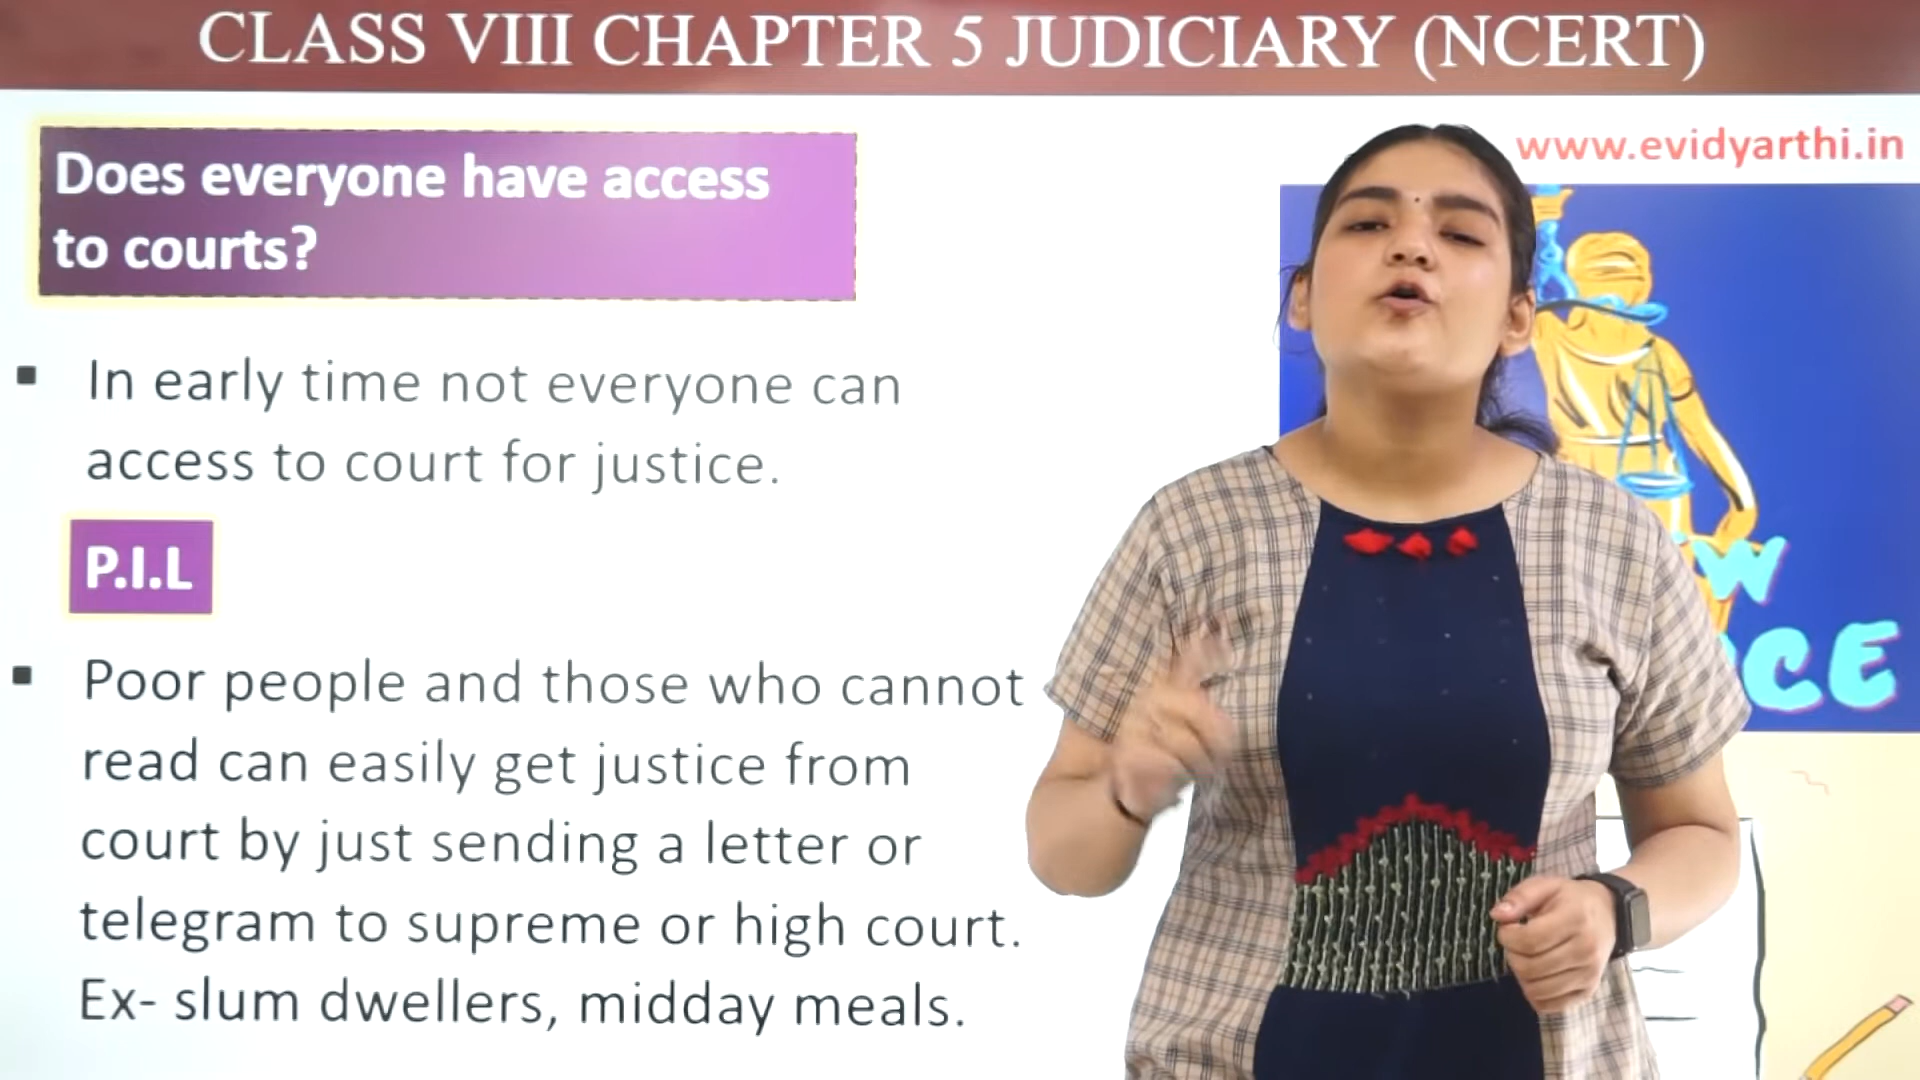 CLASS VIII CHAPTER 5 JUDICIARY (NCERT)
www.evidyarthi.in
Does everyone have access
to courts?
In early time not everyone can
access to court for justice.
P.I.L
Poor people and those who cannot
read can easily get justice from
court by just sending a letter or
telegram to supreme or high court.
Ex- slum dwellers, midday meals.